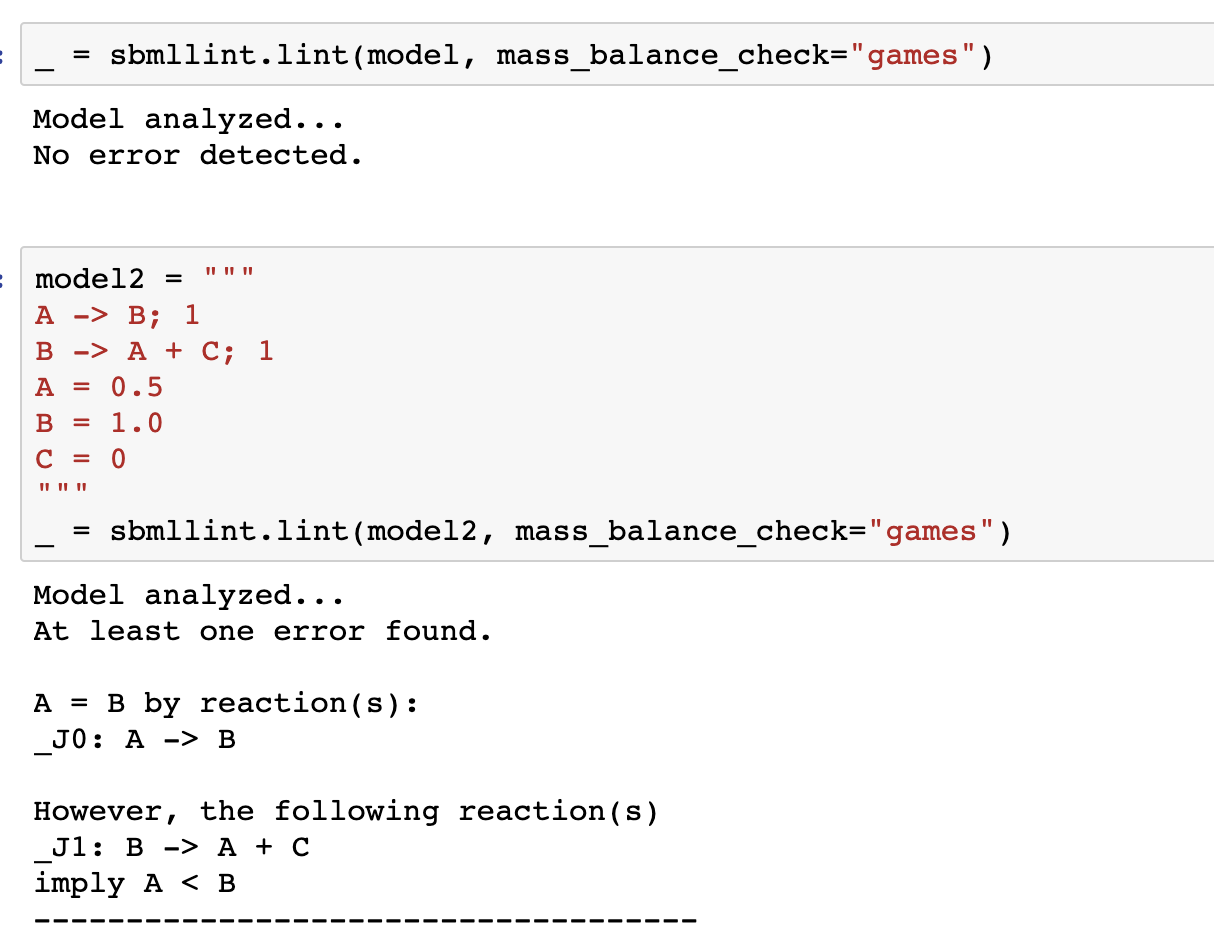 : _ = sbmllint.lint(model, mass_balance_check="games")
Model analyzed...
No error detected.
: model2 = """
A -> B; 1
B -> A + C; 1
A = 0.5
B = 1.0
C = 0
"""
_ = sbmllint.lint(model2, mass_balance_check="games")
Model analyzed...
At least one error found.
A = B by reaction(s):
_J0: A -> B
However, the following reaction(s)
_J1: B -> A + C
imply A < B
------------------------------------